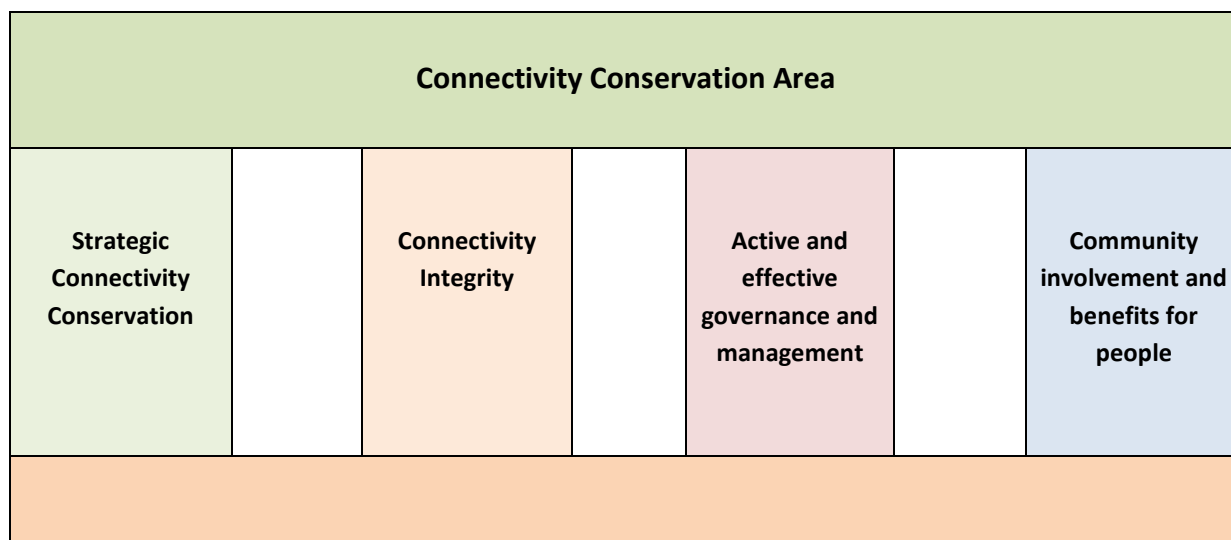 Connectivity Conservation Area
Strategic
Connectivity
Conservation
Connectivity
Integrity
Active and
effective
governance and
management
Community
involvement and
benefits for
people